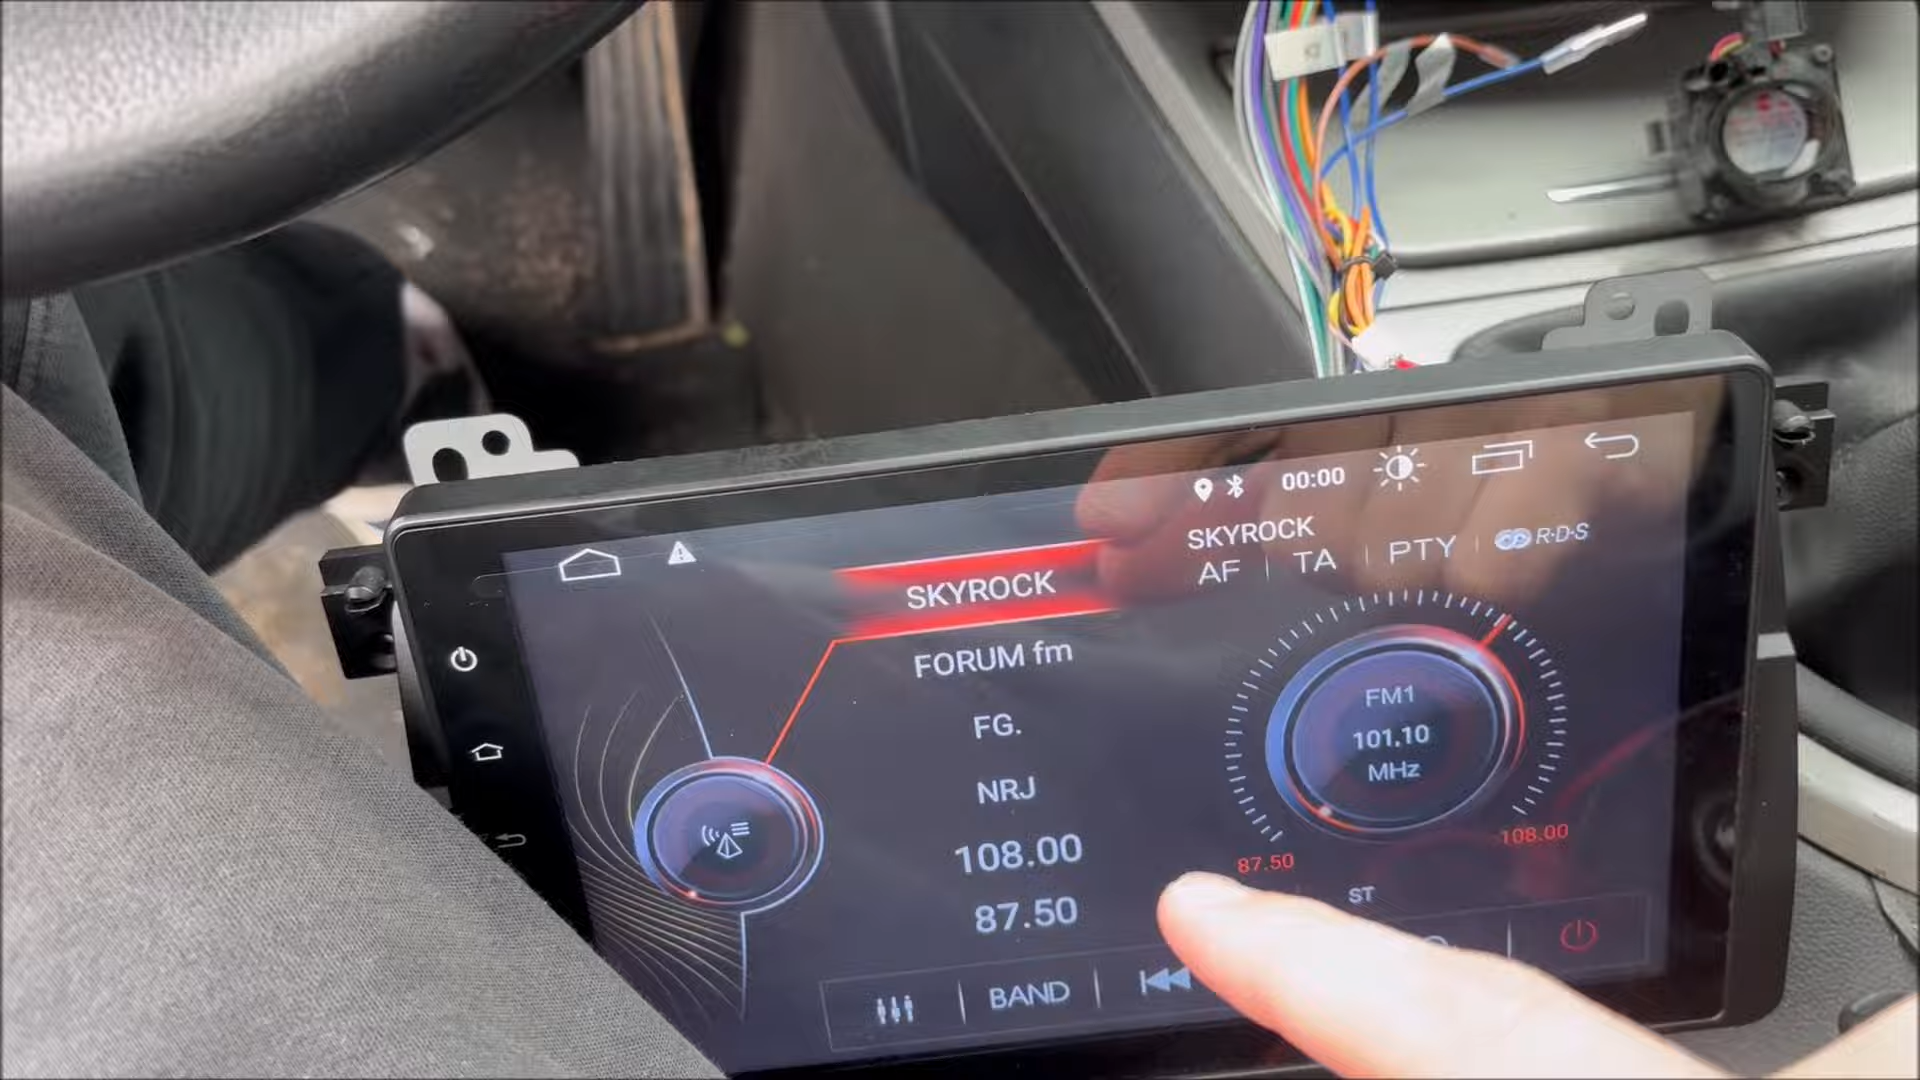 00:00
SKYROCK
AF | TA | PTY | R·D·S
SKYROCK
FORUM fm
FG.
NRJ
108.00
87.50
FM1
101.10
MHz
87.50
108.00
ST
BAND